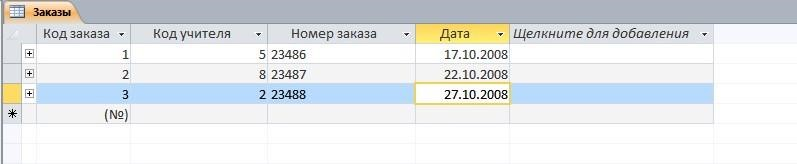 Заказы
Код заказа Код учителя Номер заказа Дата Щелкните для добавления
1 5 23486 17.10.2008
2 8 23487 22.10.2008
3 2 23488 27.10.2008
(№)